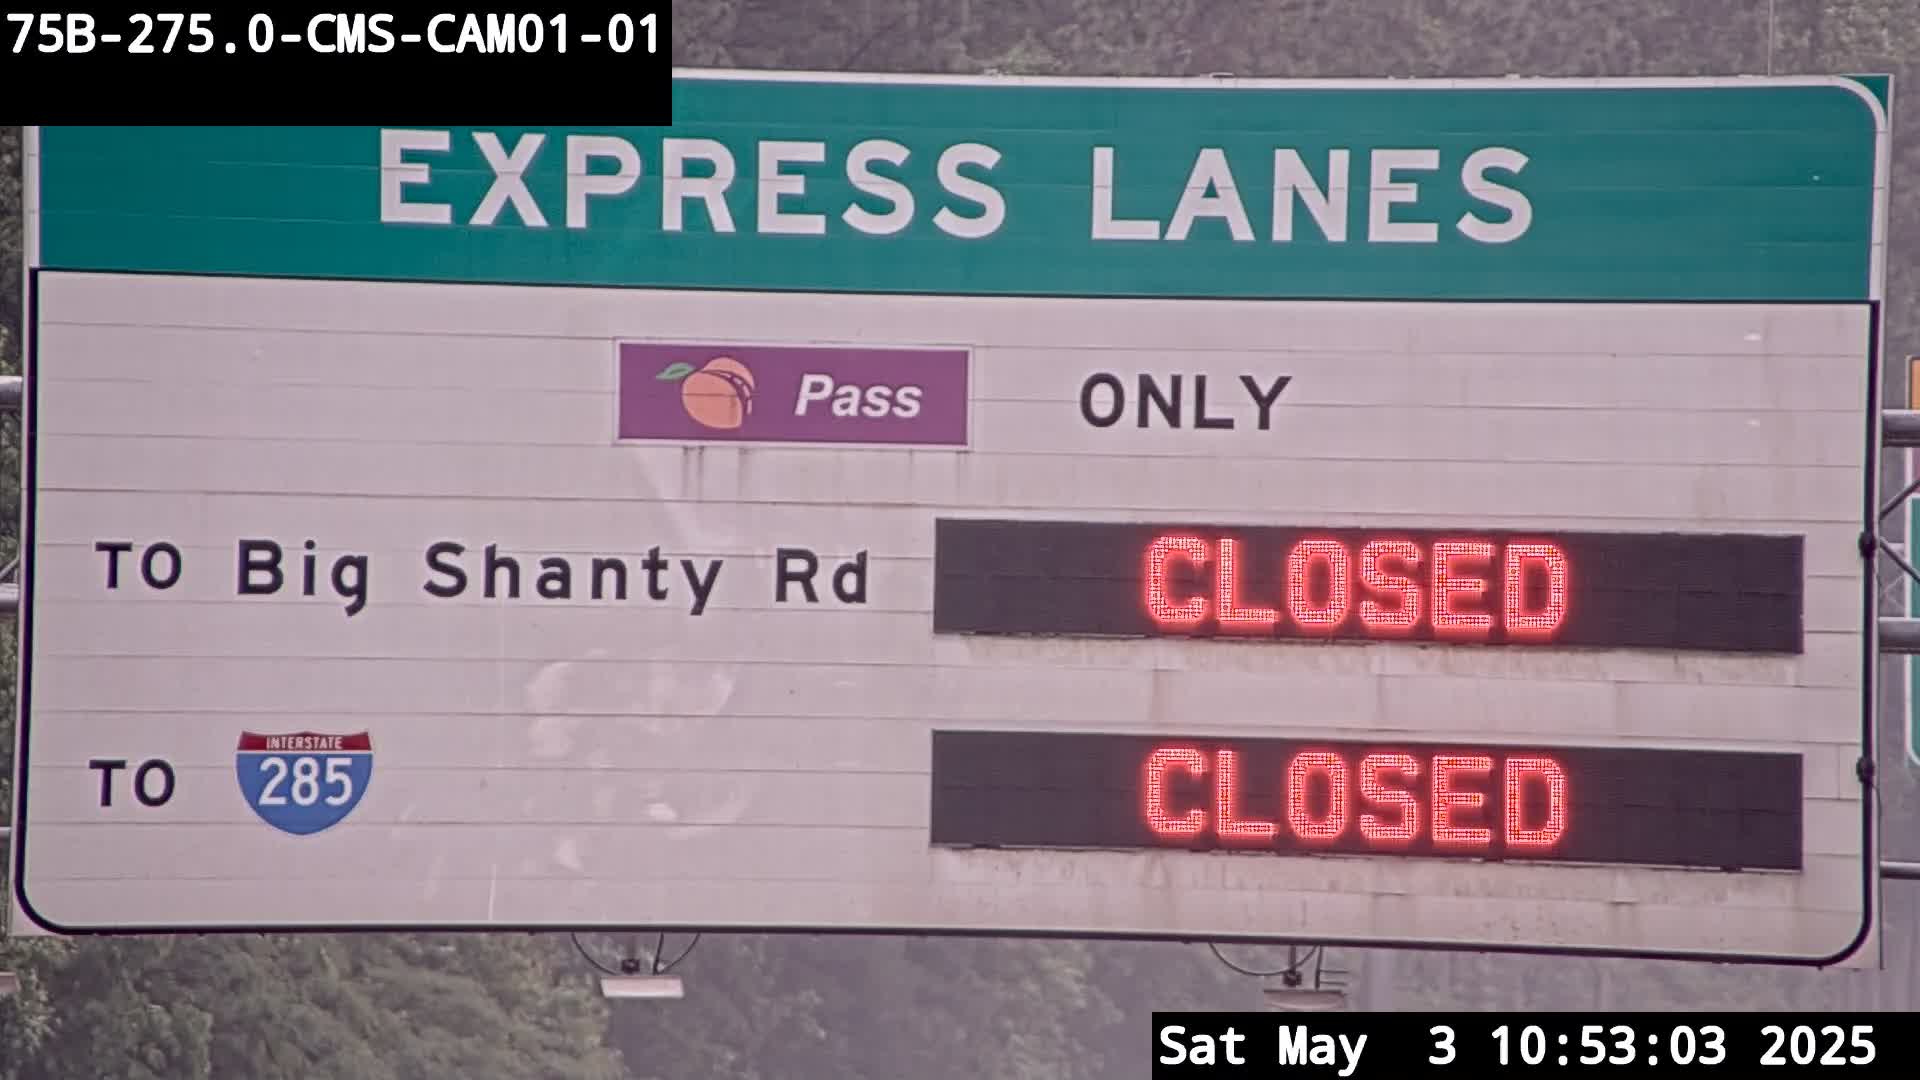 75B-275.0-CMS-CAM01-01
EXPRESS LANES
Pass ONLY
TO Big Shanty Rd CLOSED
INTERSTATE
TO 285 CLOSED
Sat May 3 10:53:03 2025